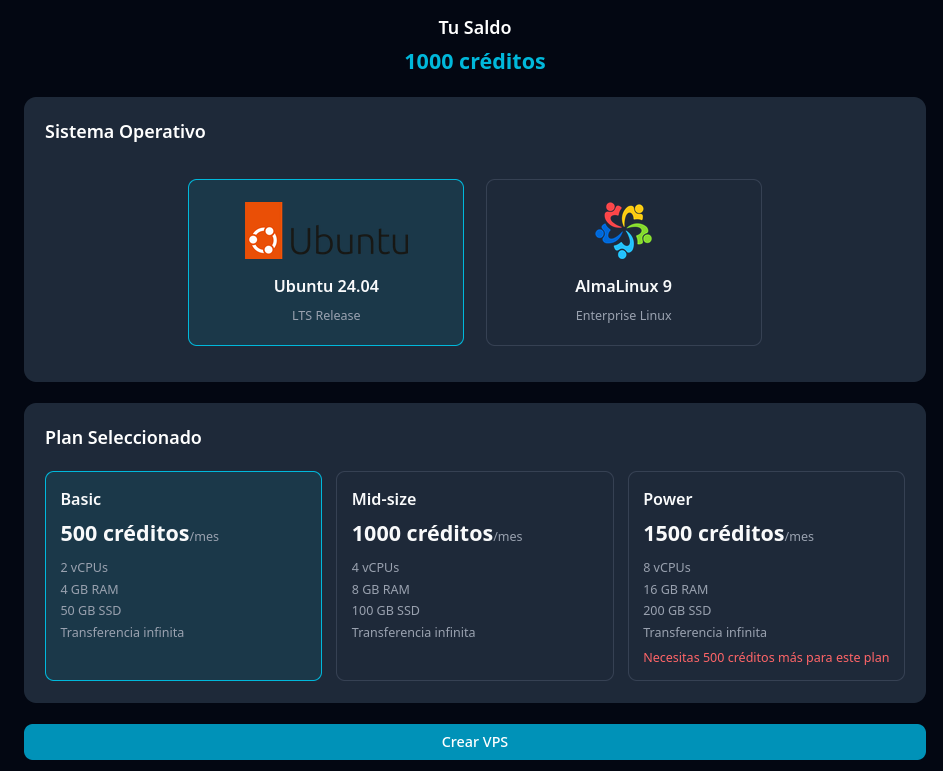 Tu Saldo
1000 créditos
Sistema Operativo
Ubuntu
Ubuntu 24.04
LTS Release
AlmaLinux 9
Enterprise Linux
Plan Seleccionado
Basic
500 créditos/mes
2 vCPUs
4 GB RAM
50 GB SSD
Transferencia infinita
Mid-size
1000 créditos/mes
4 vCPUs
8 GB RAM
100 GB SSD
Transferencia infinita
Power
1500 créditos/mes
8 vCPUs
16 GB RAM
200 GB SSD
Transferencia infinita
Necesitas 500 créditos más para este plan
Crear VPS